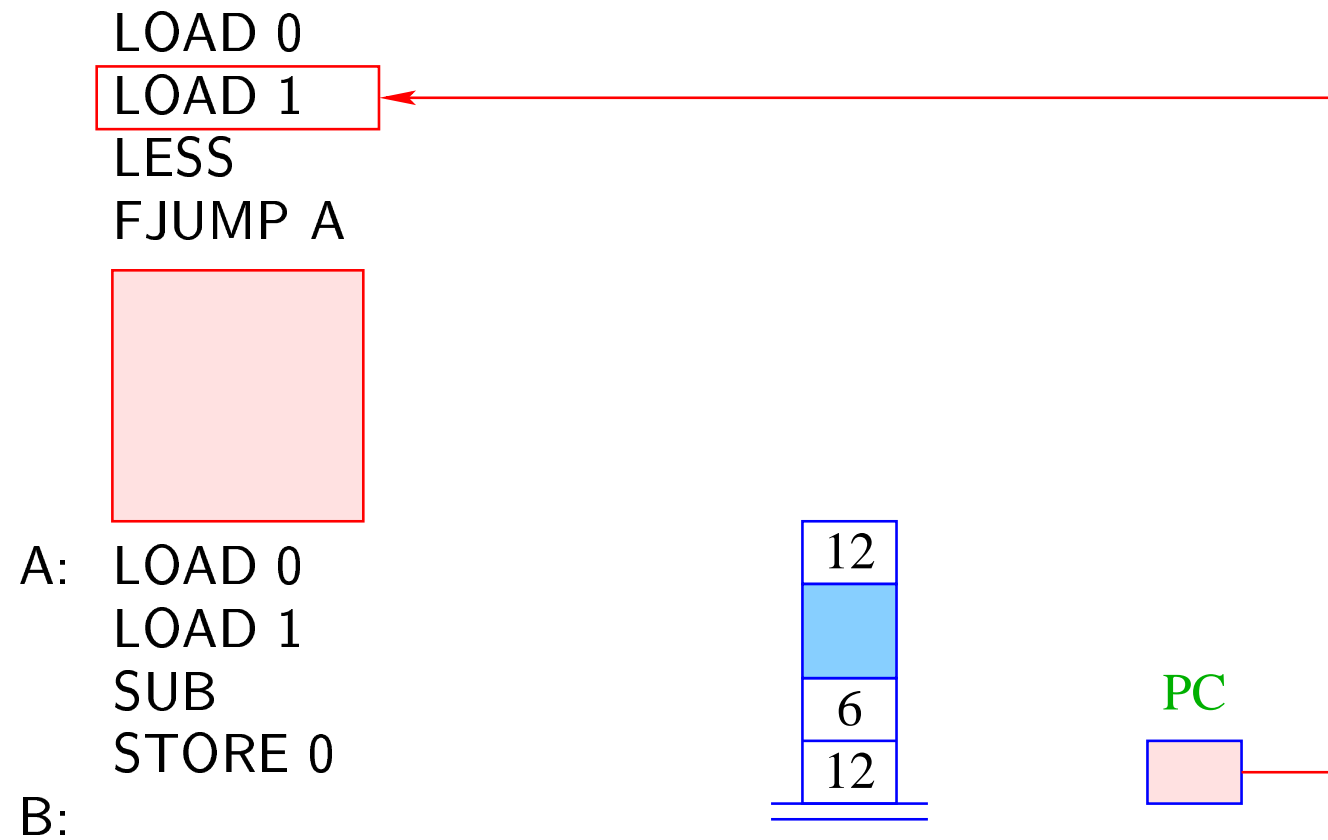 LOAD 0
LOAD 1
LESS
FJUMP A
A: LOAD 0
LOAD 1
SUB
STORE 0
B:
12
6
12
PC